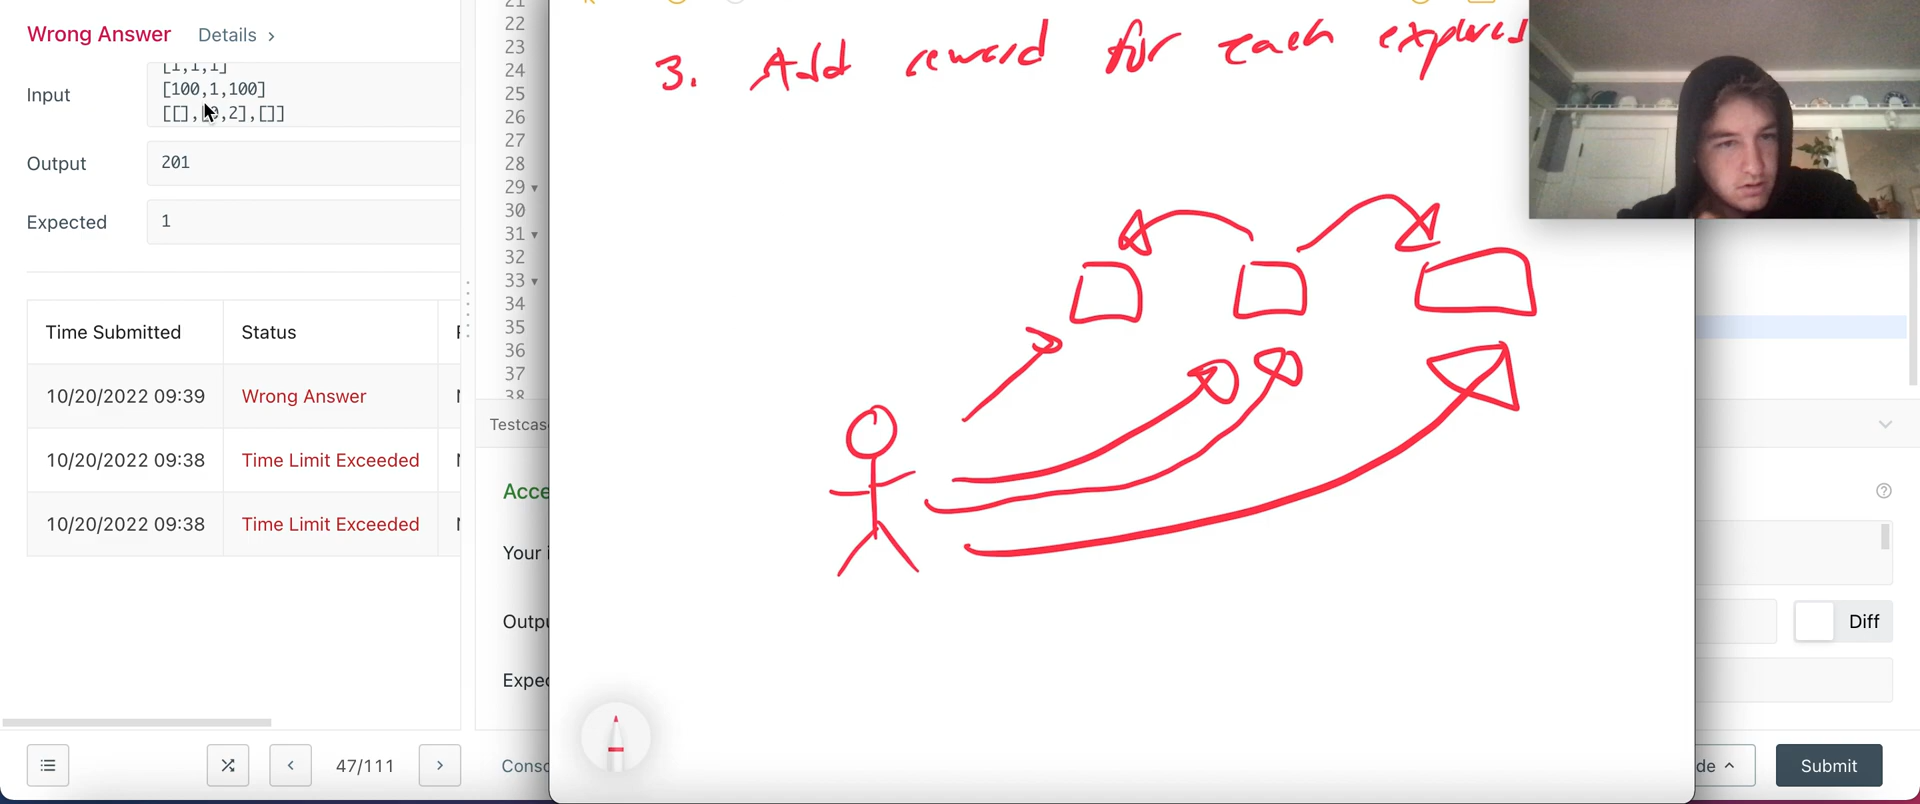 Wrong Answer Details >
Input
[1,1,1]
[100,1,100]
Output 201
Expected 1
Time Submitted Status
10/20/2022 09:39 Wrong Answer
10/20/2022 09:38 Time Limit Exceeded
10/20/2022 09:38 Time Limit Exceeded
47/111
21
22
23
24
25
26
27
28
29
30
31
32
33
34
35
36
37
38
Testcas
Acce
Your i
Outpu
Expec
Conso
3. Add reward for each explored
Diff
de
Submit